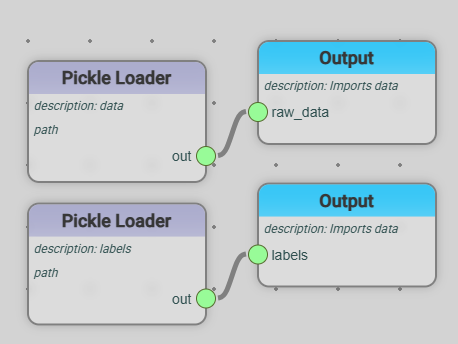 Pickle Loader
description: data
path
out
Output
description: Imports data
raw_data
Pickle Loader
description: labels
path
out
Output
description: Imports data
labels